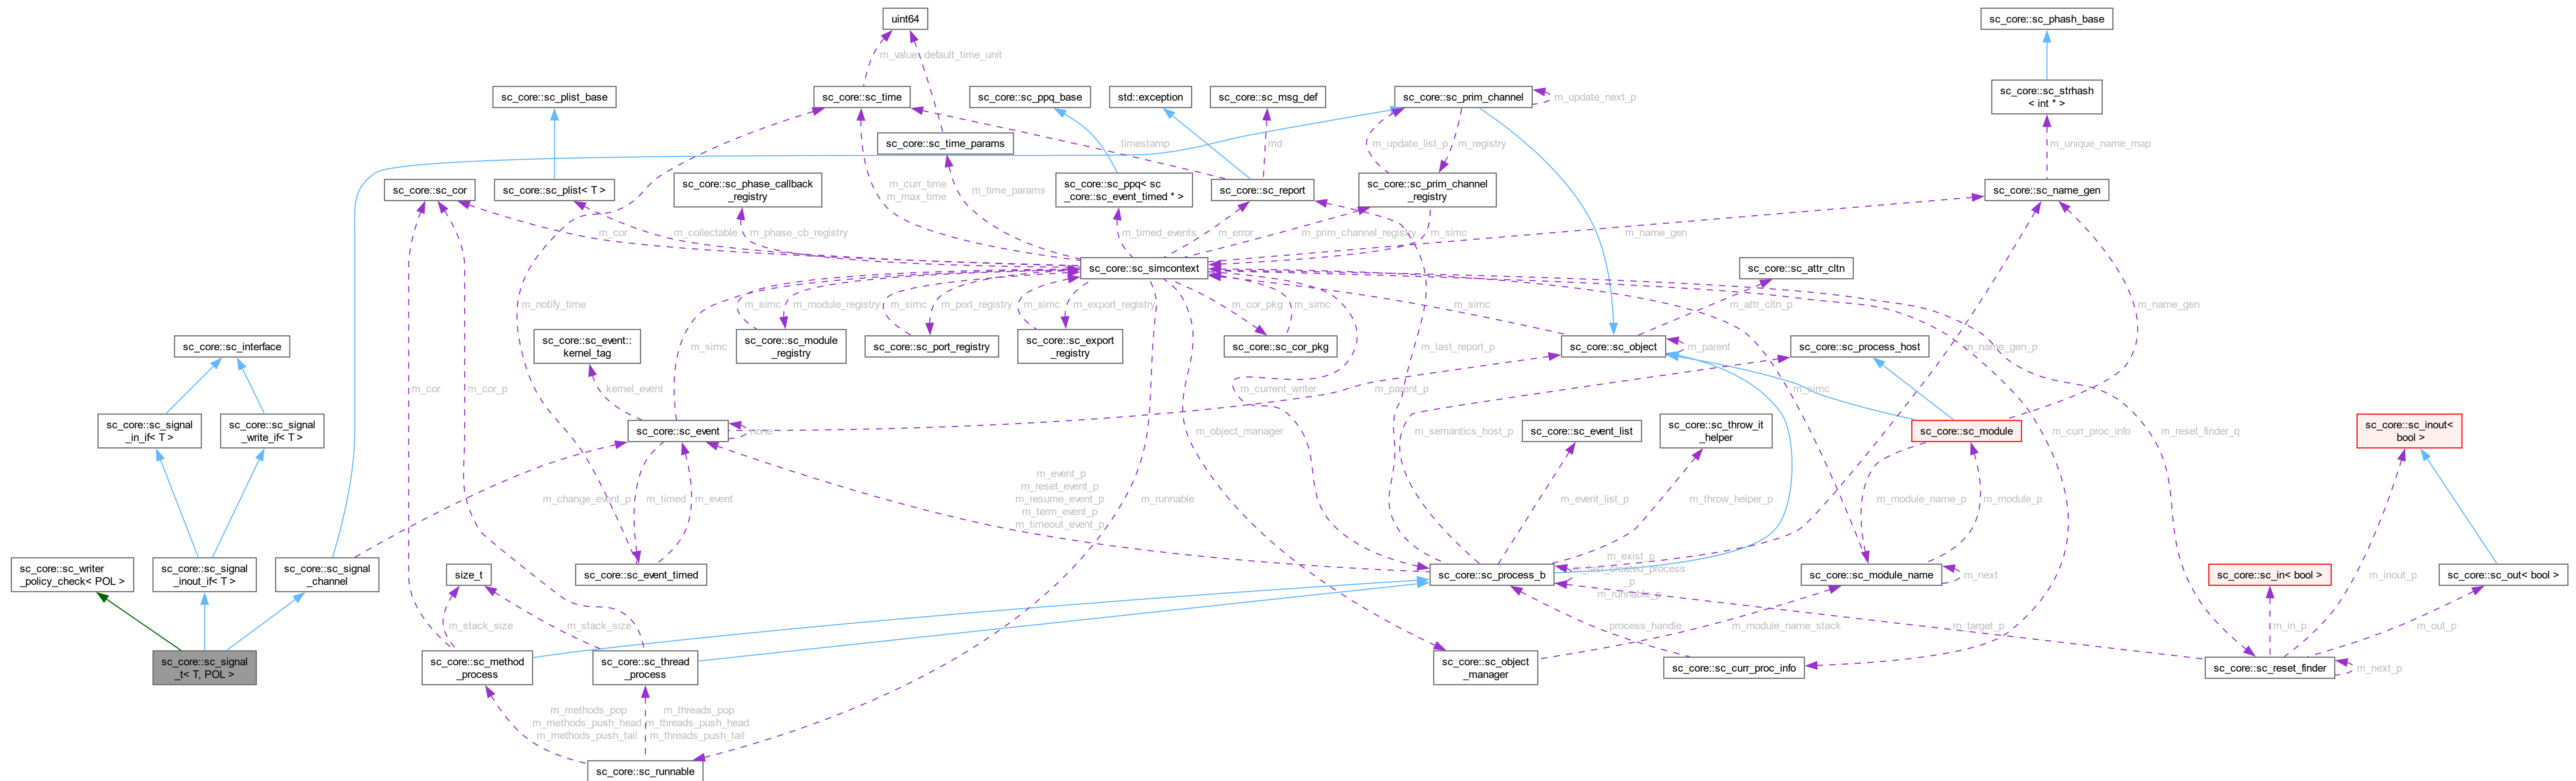 uint64
sc_core::sc_phash_base
m_value
default_time_unit
sc_core::sc_plist_base
sc_core::sc_time
sc_core::sc_ppq_base
std::exception
sc_core::sc_msg_def
sc_core::sc_prim_channel
m_update_next_p
sc_core::sc_strhash
< int * >
sc_core::sc_time_params
timestamp
md
m_update_list_p
m_registry
m_unique_name_map
sc_core::sc_cor
sc_core::sc_plist< T >
sc_core::sc_phase_callback
_registry
m_curr_time
m_max_time
m_time_params
sc_core::sc_ppq< sc
_core::sc_event_timed * >
sc_core::sc_report
sc_core::sc_prim_channel
_registry
sc_core::sc_name_gen
m_cor
m_collectable
m_phase_cb_registry
m_timed_events
m_error
m_prim_channel_registry
m_simc
m_name_gen
sc_core::sc_simcontext
sc_core::sc_attr_cltn
m_notify_time
m_simc
m_module_registry
m_simc
m_port_registry
m_simc
m_export_registry
m_cor_pkg
m_simc
m_simc
m_attr_cltn_p
m_name_gen
sc_core::sc_interface
sc_core::sc_event::
kernel_tag
m_simc
sc_core::sc_module
_registry
sc_core::sc_port_registry
sc_core::sc_export
_registry
sc_core::sc_cor_pkg
m_last_report_p
sc_core::sc_object
m_parent
sc_core::sc_process_host
m_name_gen_p
m_cor
m_cor_p
kernel_event
m_current_writer
m_parent_p
m_simc
sc_core::sc_signal
_in_if< T >
sc_core::sc_signal
_write_if< T >
sc_core::sc_event
none
m_object_manager
m_semantics_host_p
sc_core::sc_event_list
sc_core::sc_throw_it
_helper
sc_core::sc_module
m_curr_proc_info
m_reset_finder_q
sc_core::sc_inout<
bool >
m_change_event_p
m_timed
m_event
m_event_p
m_reset_event_p
m_resume_event_p
m_term_event_p
m_timeout_event_p
m_runnable
m_event_list_p
m_throw_helper_p
m_module_name_p
m_module_p
sc_core::sc_writer
_policy_check< POL >
sc_core::sc_signal
_inout_if< T >
sc_core::sc_signal
_channel
size_t
sc_core::sc_event_timed
sc_core::sc_process_b
m_exist_p
m_last_created_process
_p
m_runnable_p
sc_core::sc_module_name
m_next
sc_core::sc_in< bool >
m_inout_p
sc_core::sc_out< bool >
m_stack_size
m_stack_size
process_handle
m_module_name_stack
m_target_p
m_in_p
m_out_p
sc_core::sc_signal
_t< T, POL >
sc_core::sc_method
_process
sc_core::sc_thread
_process
sc_core::sc_object
_manager
sc_core::sc_curr_proc_info
sc_core::sc_reset_finder
m_next_p
m_methods_pop
m_methods_push_head
m_methods_push_tail
m_threads_pop
m_threads_push_head
m_threads_push_tail
sc_core::sc_runnable